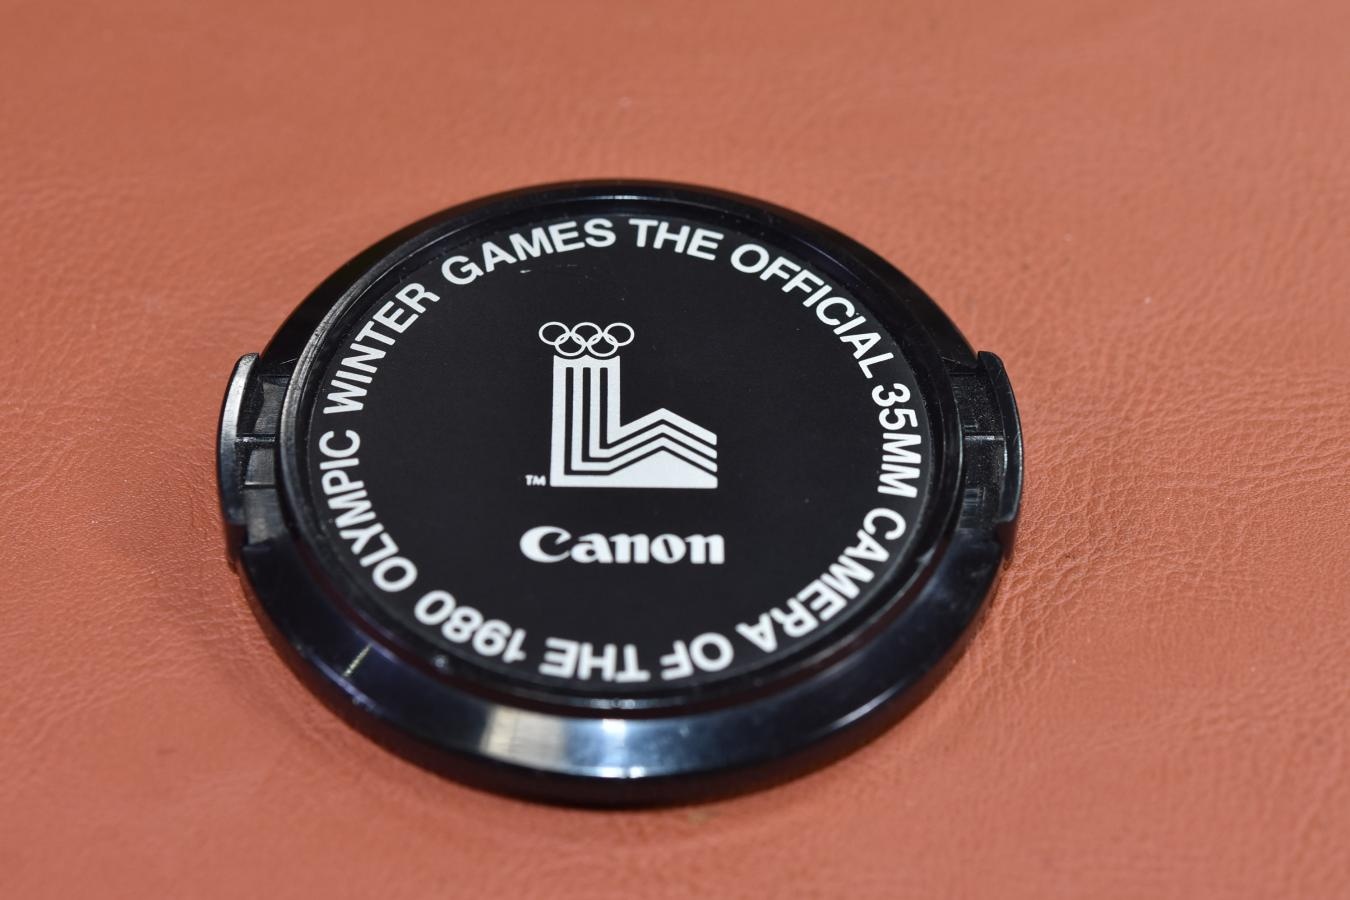 THE OFFICIAL 35MM CAMERA OF THE 1980 OLYMPIC WINTER GAMES
TM
Canon